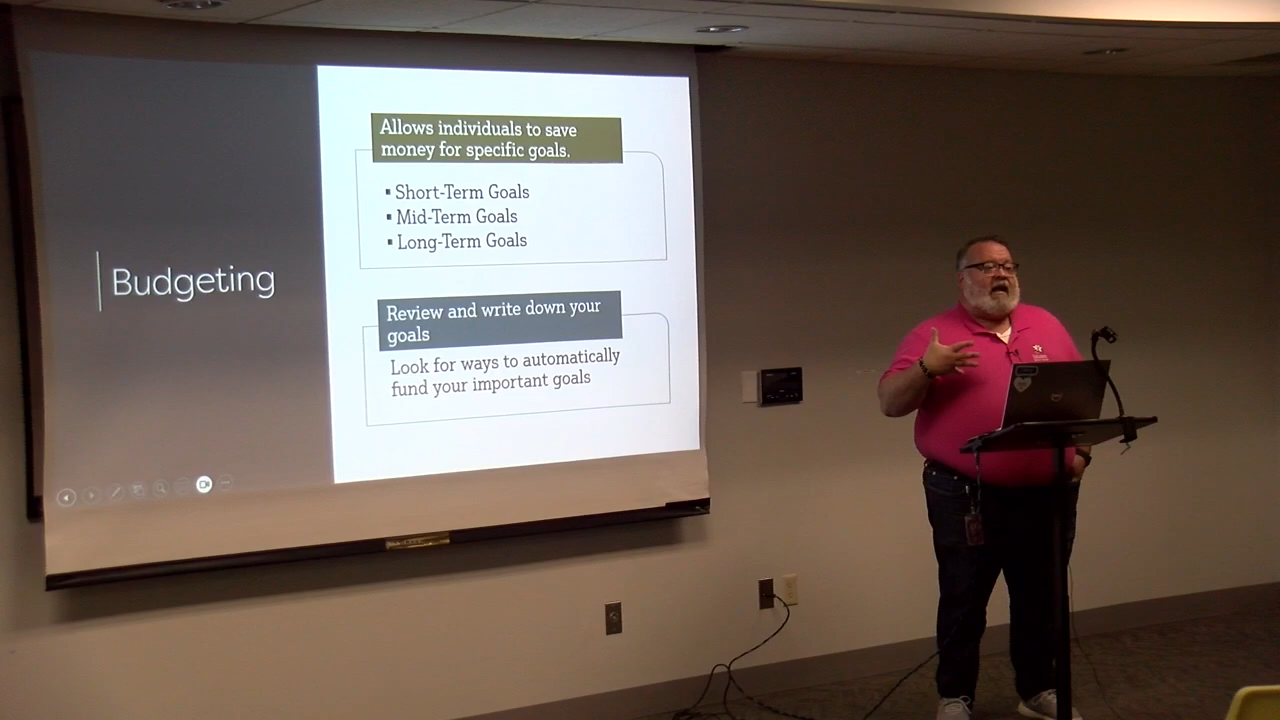 Budgeting
Allows individuals to save
money for specific goals.
▪ Short-Term Goals
▪ Mid-Term Goals
▪ Long-Term Goals
Review and write down your
goals
Look for ways to automatically
fund your important goals